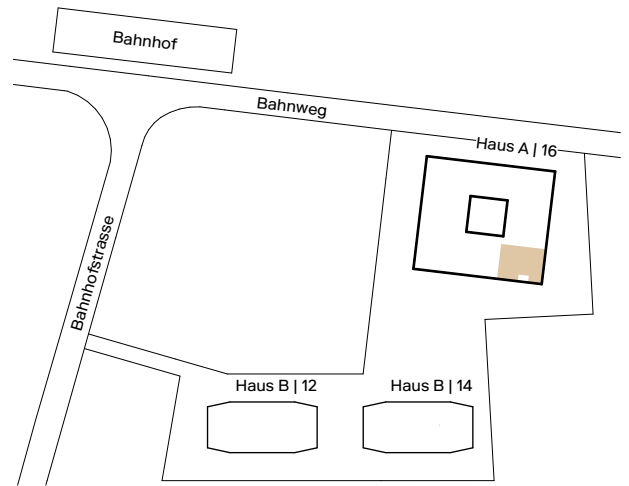 Bahnhof
Bahnweg
Haus A | 16
Bahnhofstrasse
Haus B | 12
Haus B | 14